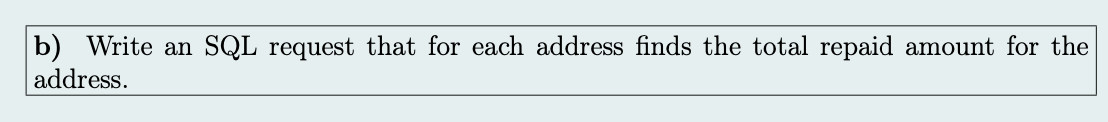 b) Write an SQL request that for each address finds the total repaid amount for the
address.